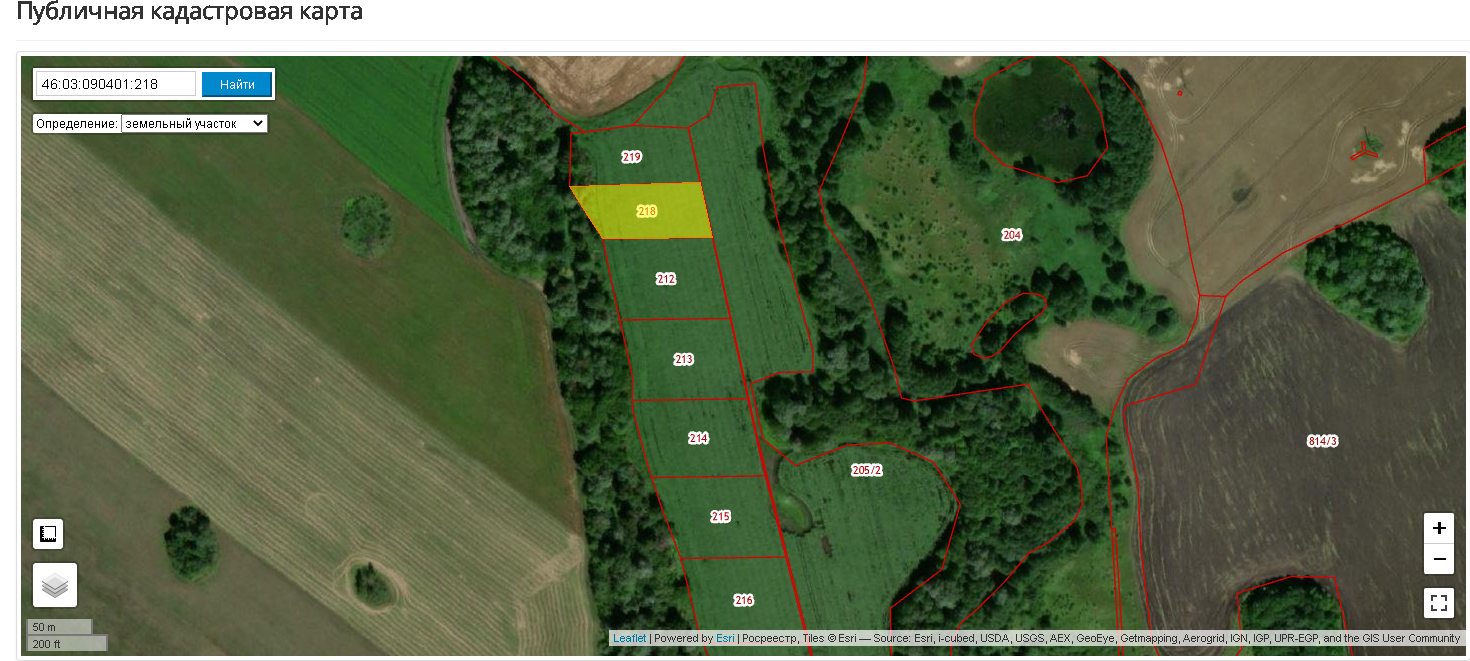 Публичная кадастровая карта
46:03:090401:218 Найти
Определение: земельный участок
219
218
204
212
213
214
814/3
205/2
215
+
−
216
50 m
200 ft
Leaflet | Powered by Esri | Росреестр, Tiles © Esri — Source: Esri, i-cubed, USDA, USGS, AEX, GeoEye, Getmapping, Aerogrid, IGN, IGP, UPR-EGP, and the GIS User Community